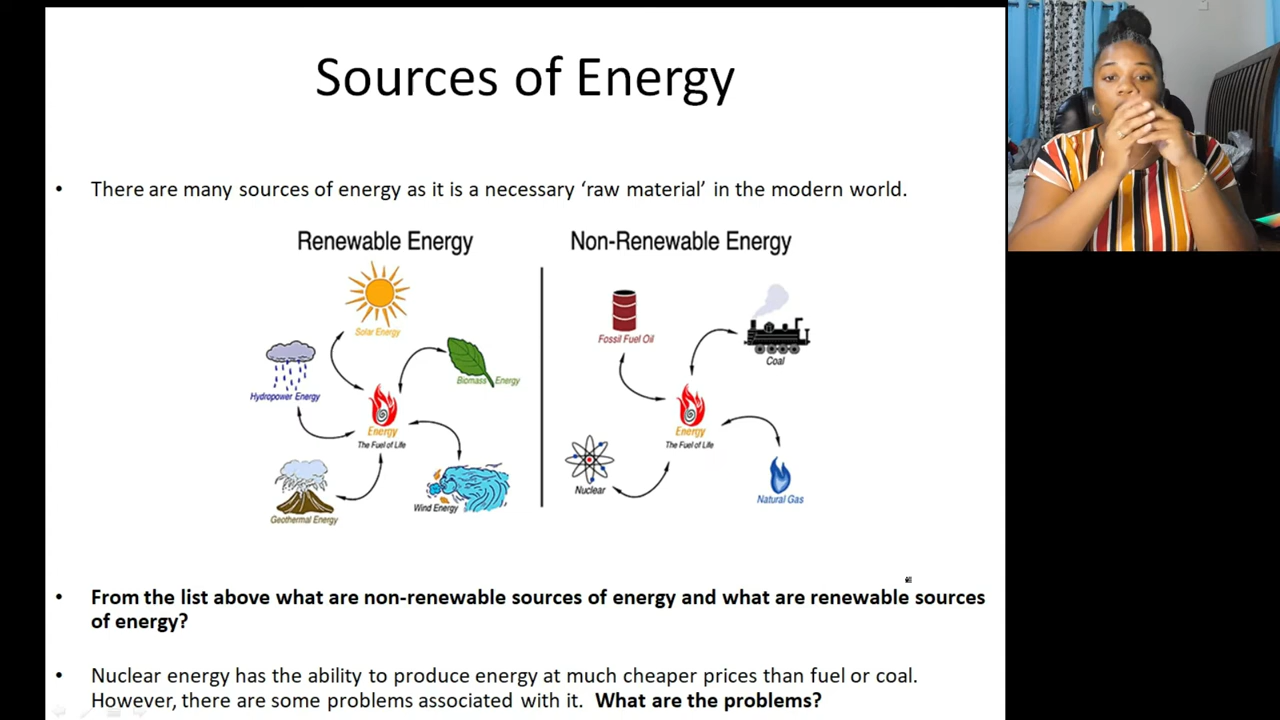 Sources of Energy
• There are many sources of energy as it is a necessary ‘raw material’ in the modern world.
Renewable Energy
Solar Energy
Hydropower Energy
Biomass Energy
Energy
The Fuel of Life
Geothermal Energy
Wind Energy
Non-Renewable Energy
Fossil Fuel Oil
Coal
Energy
The Fuel of Life
Nuclear
Natural Gas
• From the list above what are non-renewable sources of energy and what are renewable sources
of energy?
• Nuclear energy has the ability to produce energy at much cheaper prices than fuel or coal.
However, there are some problems associated with it. What are the problems?